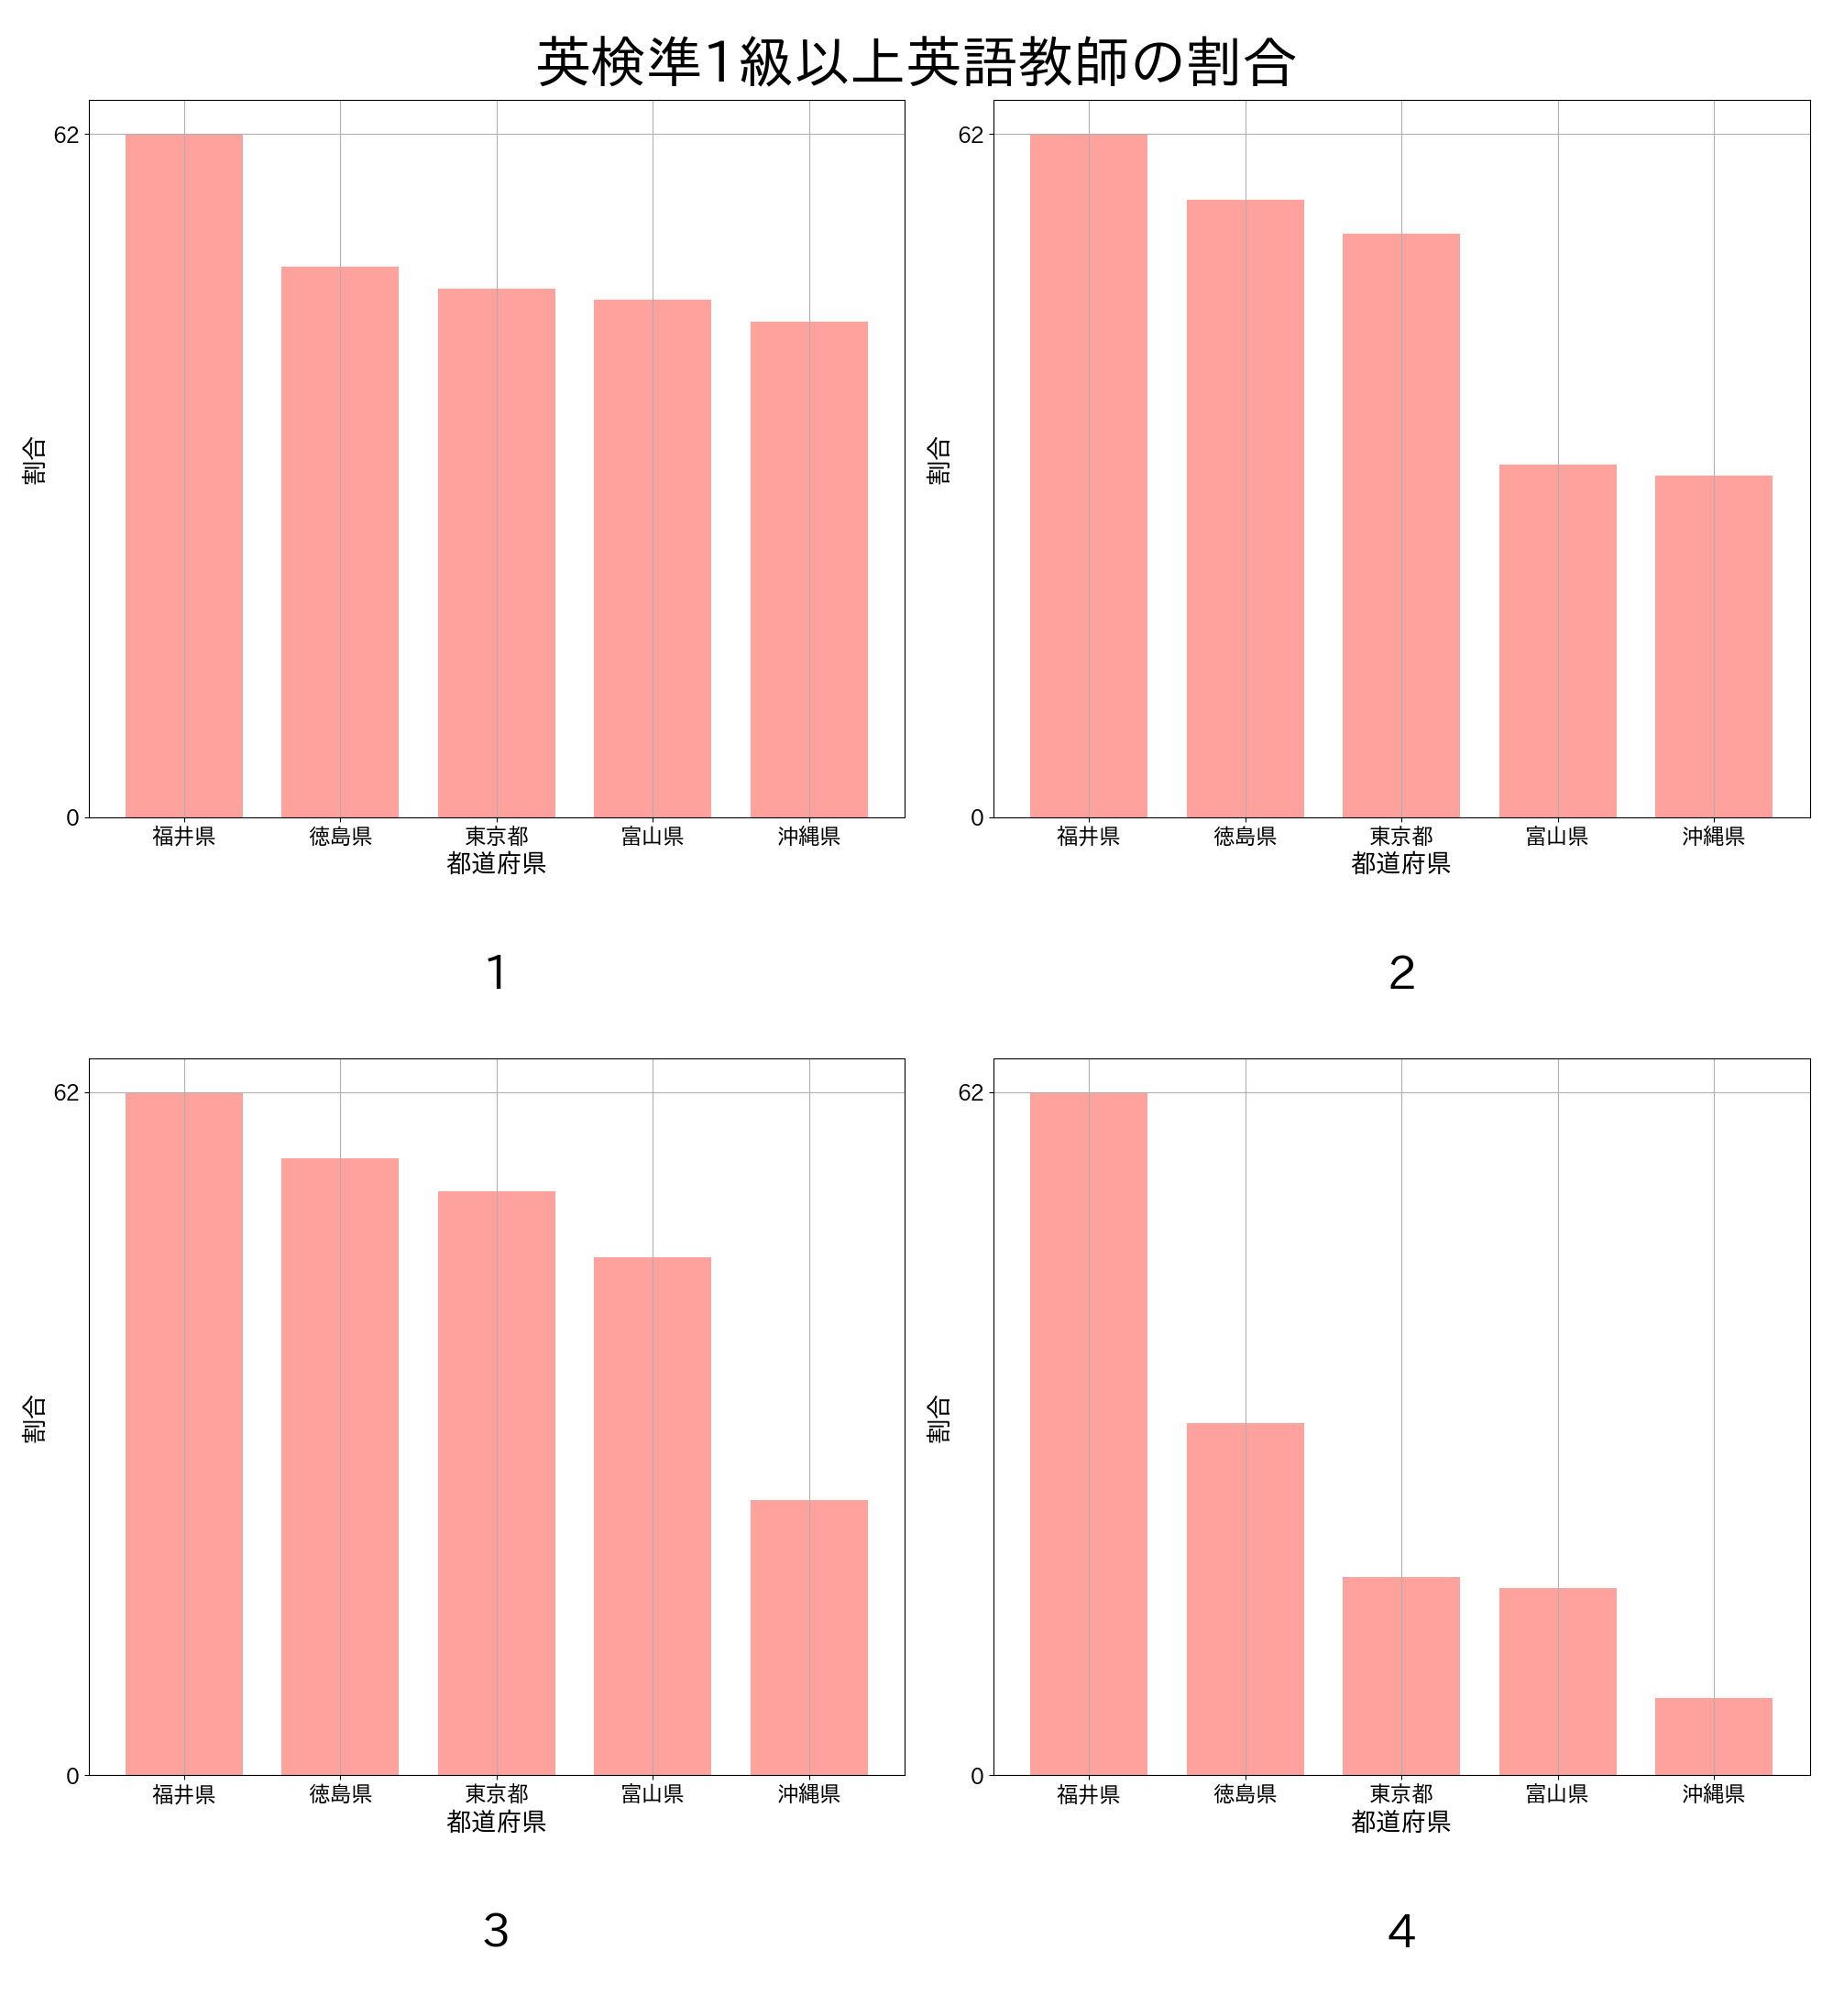 英検準1級以上英語教師の割合
62
0
割合
福井県 徳島県 東京都 富山県 沖縄県
都道府県
1
62
0
割合
福井県 徳島県 東京都 富山県 沖縄県
都道府県
2
62
0
割合
福井県 徳島県 東京都 富山県 沖縄県
都道府県
3
62
0
割合
福井県 徳島県 東京都 富山県 沖縄県
都道府県
4